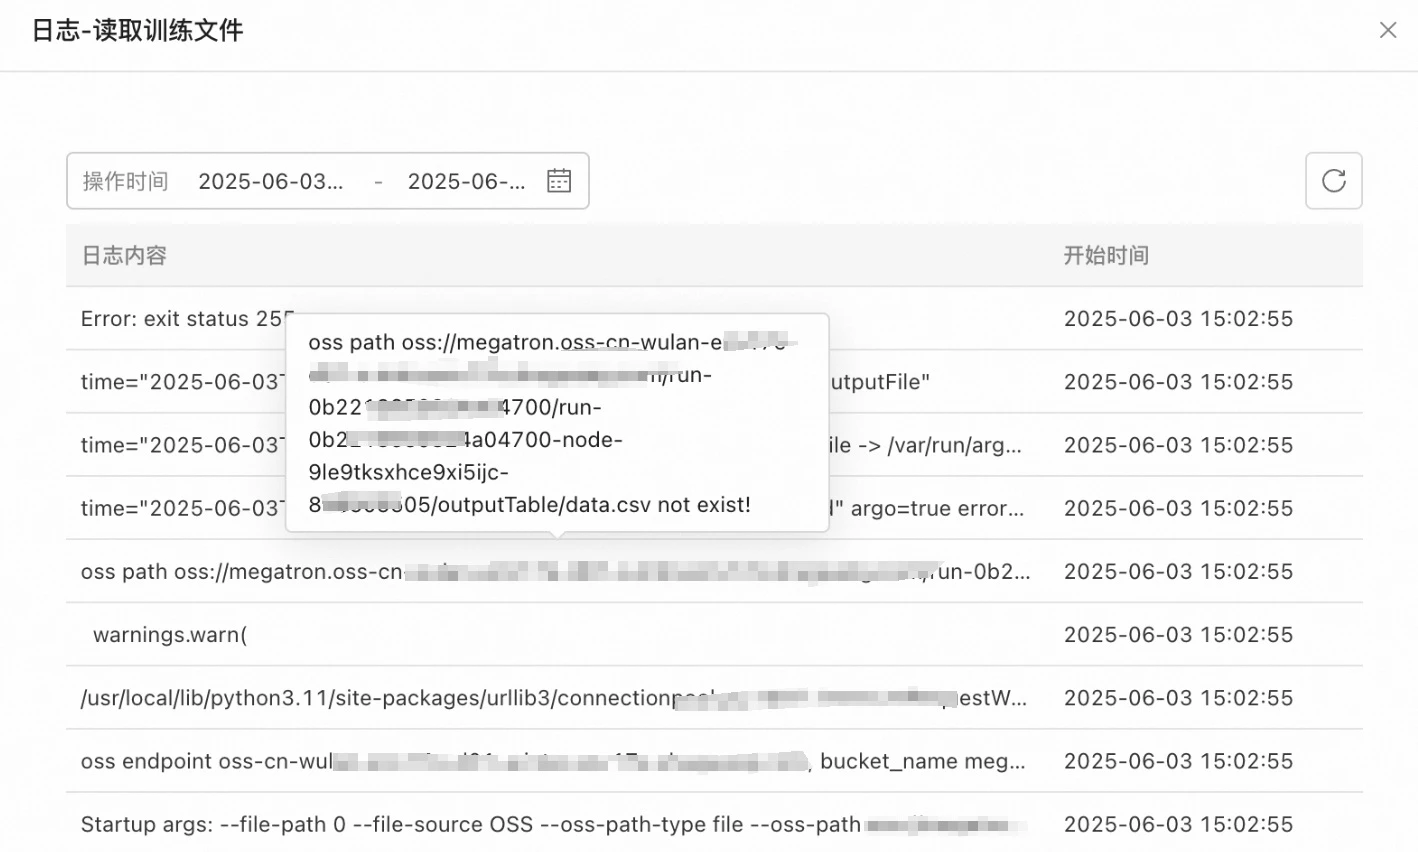 日志-读取训练文件
操作时间 2025-06-03... - 2025-06-...
日志内容 开始时间
Error: exit status 255 2025-06-03 15:02:55
oss path oss://megatron.oss-cn-wulan-
/run-
0b22 4700/run-
0b22 4a04700-node-
9le9tksxhce9xi5ijc-
8 05/outputTable/data.csv not exist!
time="2025-06-03T utputFile" 2025-06-03 15:02:55
time="2025-06-03T ile -> /var/run/arg... 2025-06-03 15:02:55
time="2025-06-03T " argo=true error... 2025-06-03 15:02:55
oss path oss://megatron.oss-cn- run-0b2... 2025-06-03 15:02:55
warnings.warn( 2025-06-03 15:02:55
/usr/local/lib/python3.11/site-packages/urllib3/connectionp estW... 2025-06-03 15:02:55
oss endpoint oss-cn-wul , bucket_name meg... 2025-06-03 15:02:55
Startup args: --file-path 0 --file-source OSS --oss-path-type file --oss-path 2025-06-03 15:02:55